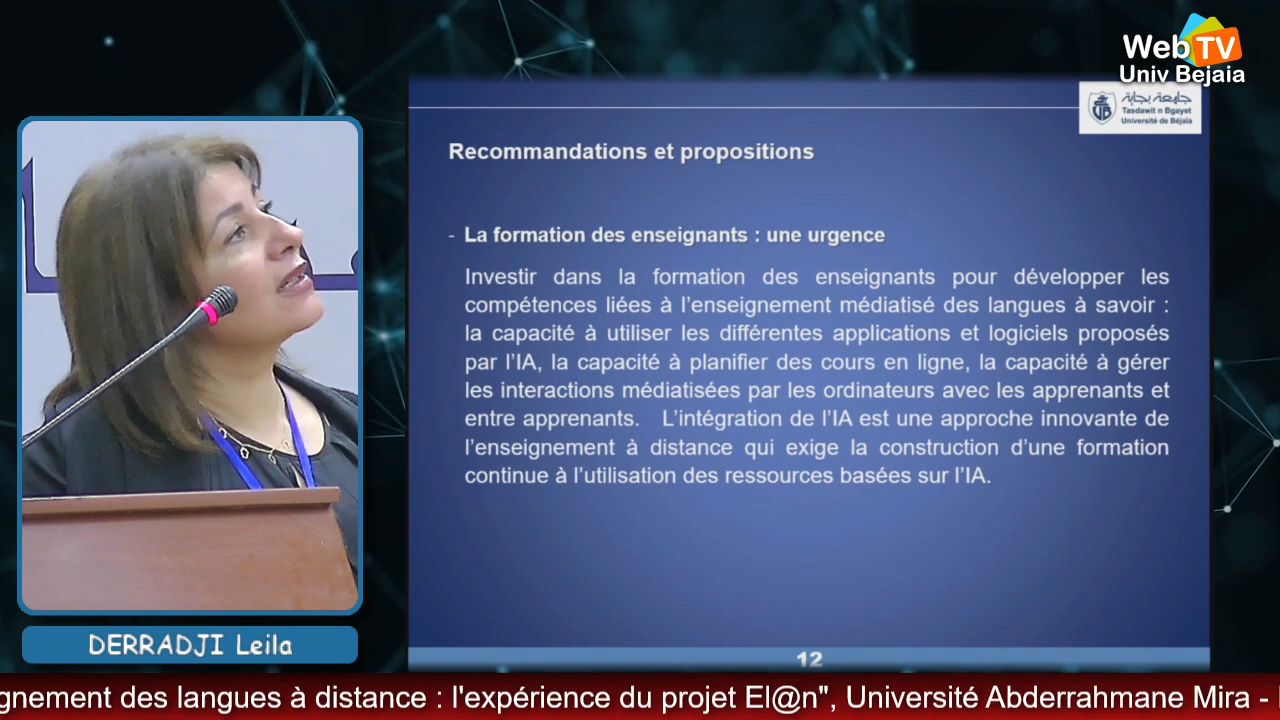 Web TV
Univ Bejaia
جامعة بجاية
Tasdawit n Bgayet
Université de Béjaïa
Recommandations et propositions
- La formation des enseignants : une urgence
Investir dans la formation des enseignants pour développer les
compétences liées à l'enseignement médiatisé des langues à savoir :
la capacité à utiliser les différentes applications et logiciels proposés
par l'IA, la capacité à planifier des cours en ligne, la capacité à gérer
les interactions médiatisées par les ordinateurs avec les apprenants et
entre apprenants. L'intégration de l'IA est une approche innovante de
l'enseignement à distance qui exige la construction d'une formation
continue à l'utilisation des ressources basées sur l'IA.
12
DERRADJI Leila
gnement des langues à distance : l'expérience du projet El@n", Université Abderrahmane Mira -